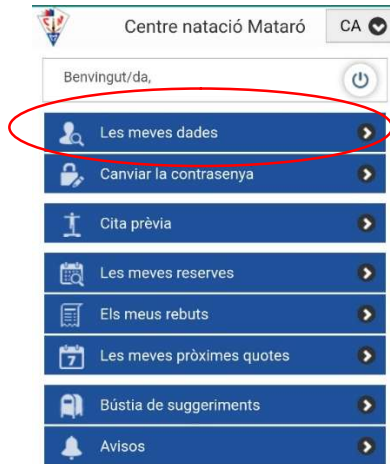 Centre natació Mataró
CA
Benvingut/da,
Les meves dades
Canviar la contrasenya
Cita prèvia
Les meves reserves
Els meus rebuts
7 Les meves pròximes quotes
Bústia de suggeriments
Avisos